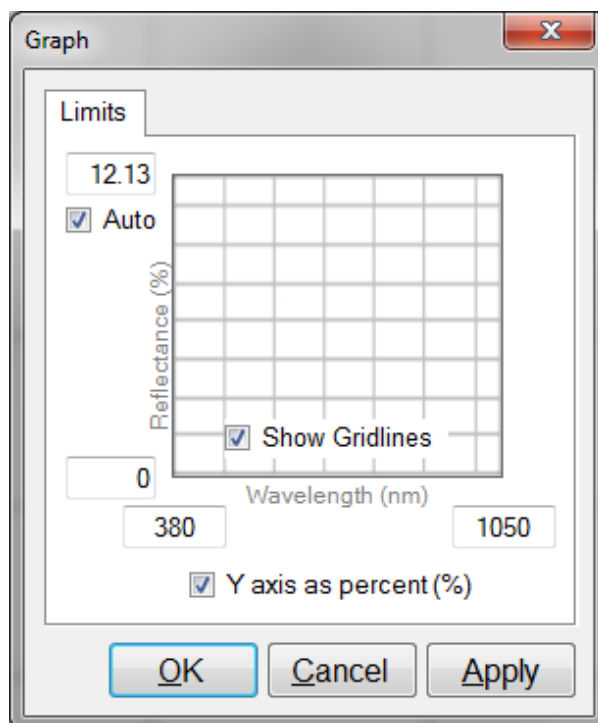 Graph
Limits
12.13
Auto
Reflectance (%)
Show Gridlines
0
Wavelength (nm)
380
1050
Y axis as percent (%)
OK
Cancel
Apply